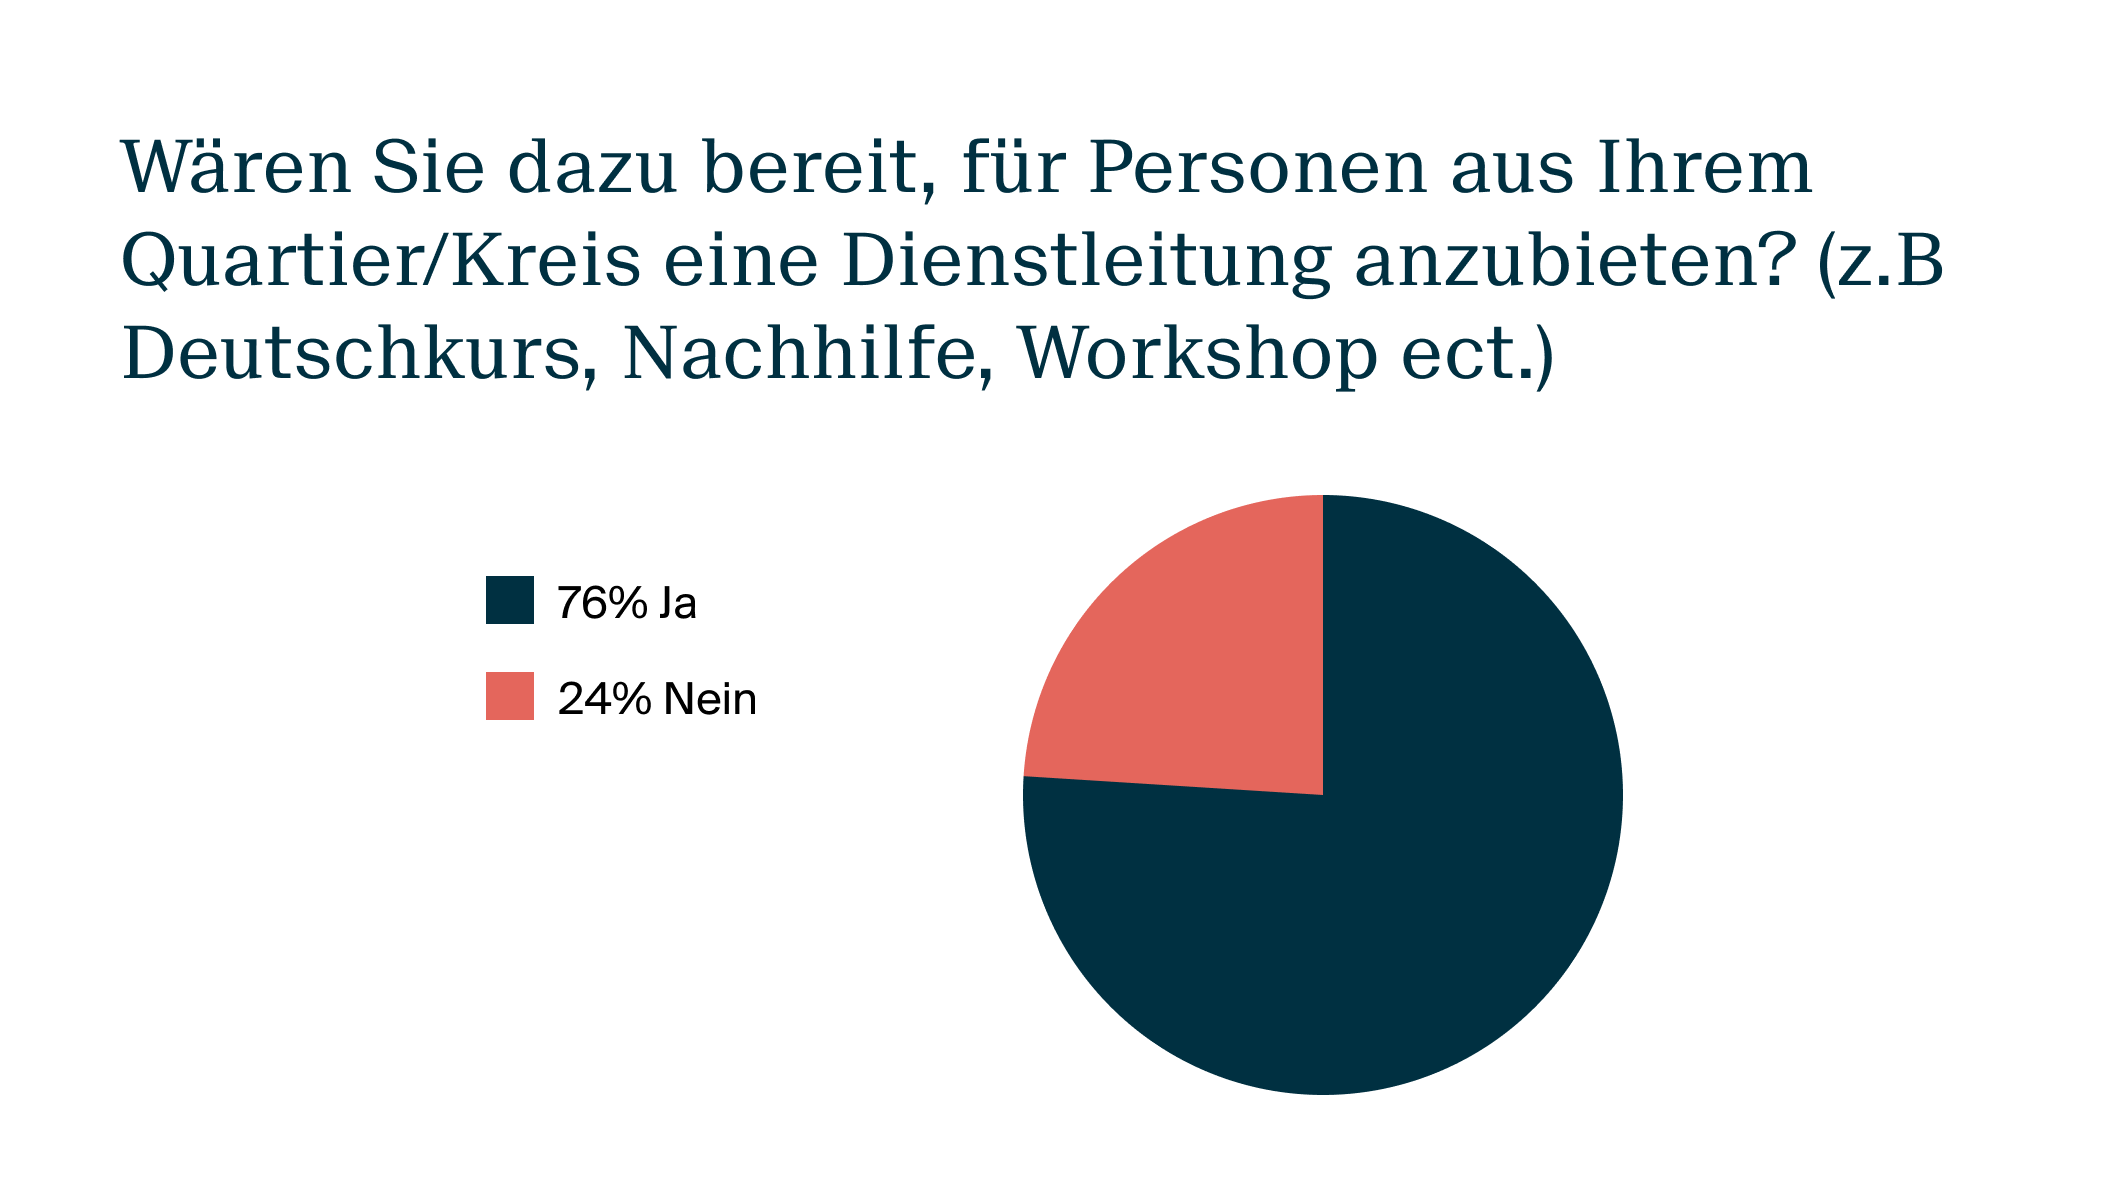 Wären Sie dazu bereit, für Personen aus Ihrem
Quartier/Kreis eine Dienstleitung anzubieten? (z.B
Deutschkurs, Nachhilfe, Workshop ect.)
76% Ja
24% Nein